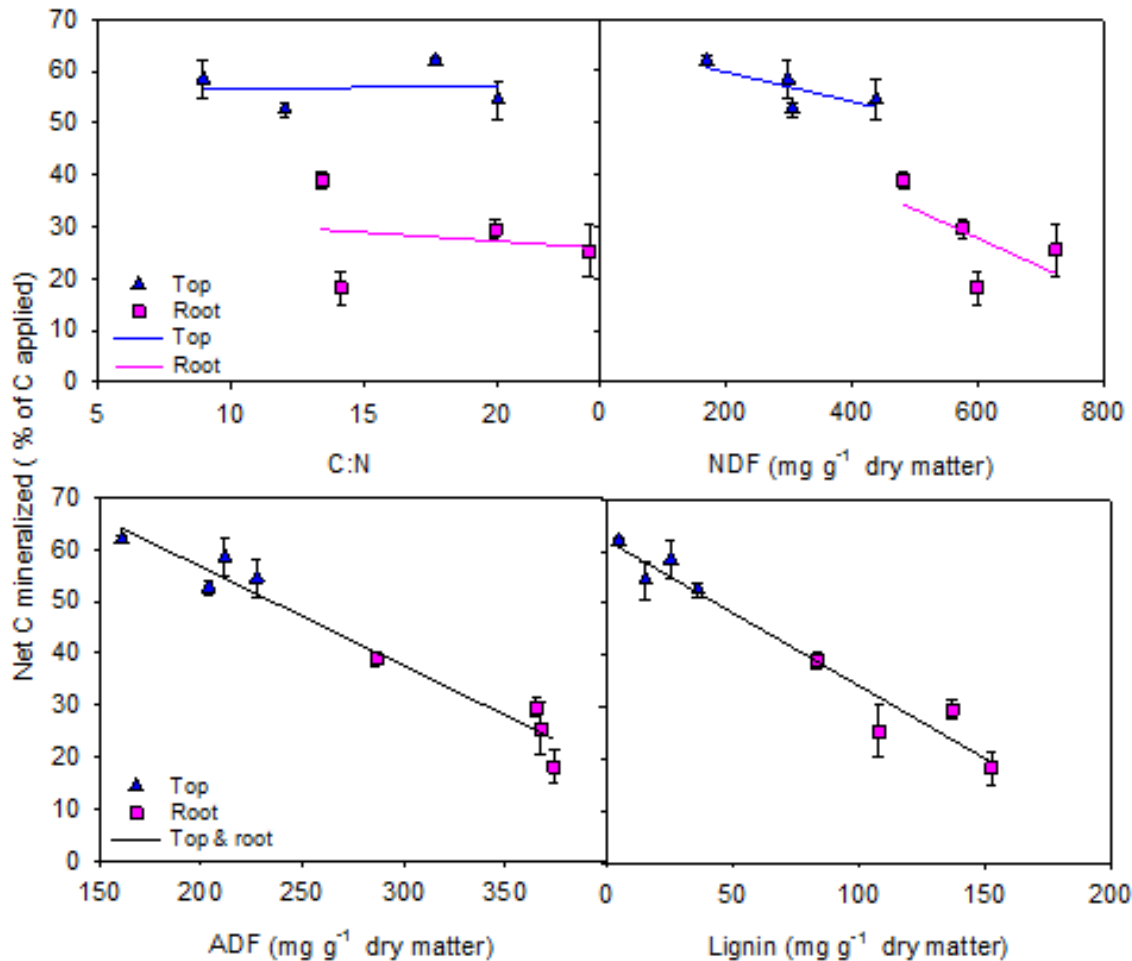 Net C mineralized ( % of C applied)
70
60
50
40
30
20
10
0
Top
Root
Top
Root
5 10 15 20
C:N
0 200 400 600 800
NDF (mg g⁻¹ dry matter)
70
60
50
40
30
20
10
0
Top
Root
Top & root
150 200 250 300 350
ADF (mg g⁻¹ dry matter)
0 50 100 150 200
Lignin (mg g⁻¹ dry matter)